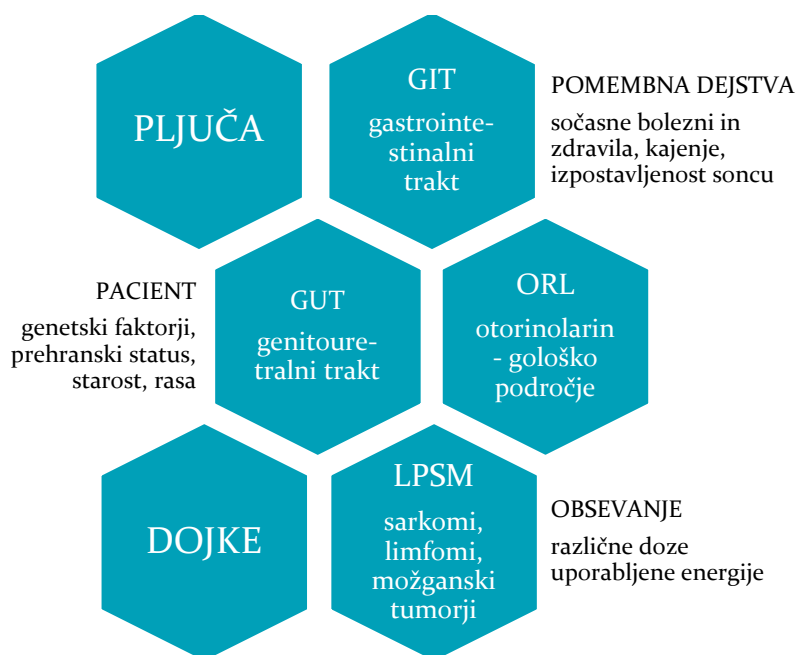 PLJUČA
GIT
gastrointe-
stinalni
trakt
POMEMBNA DEJSTVA
sočasne bolezni in
zdravila, kajenje,
izpostavljenost soncu
PACIENT
genetski faktorji,
prehranski status,
starost, rasa
GUT
genitoure-
tralni trakt
ORL
otorinolarin
- gološko
področje
DOJKE
LPSM
sarkomi,
limfomi,
možganski
tumorji
OBSEVANJE
različne doze
uporabljene energije